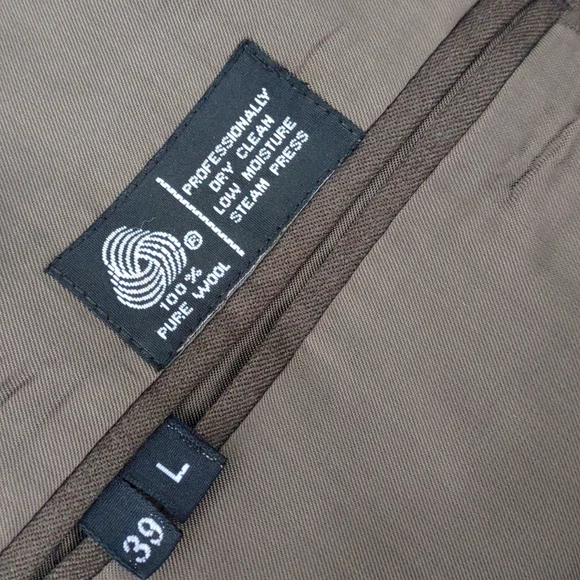 PROFESSIONALLY
DRY CLEAN
LOW MOISTURE
STEAM PRESS
®
100%
PURE WOOL
L
39